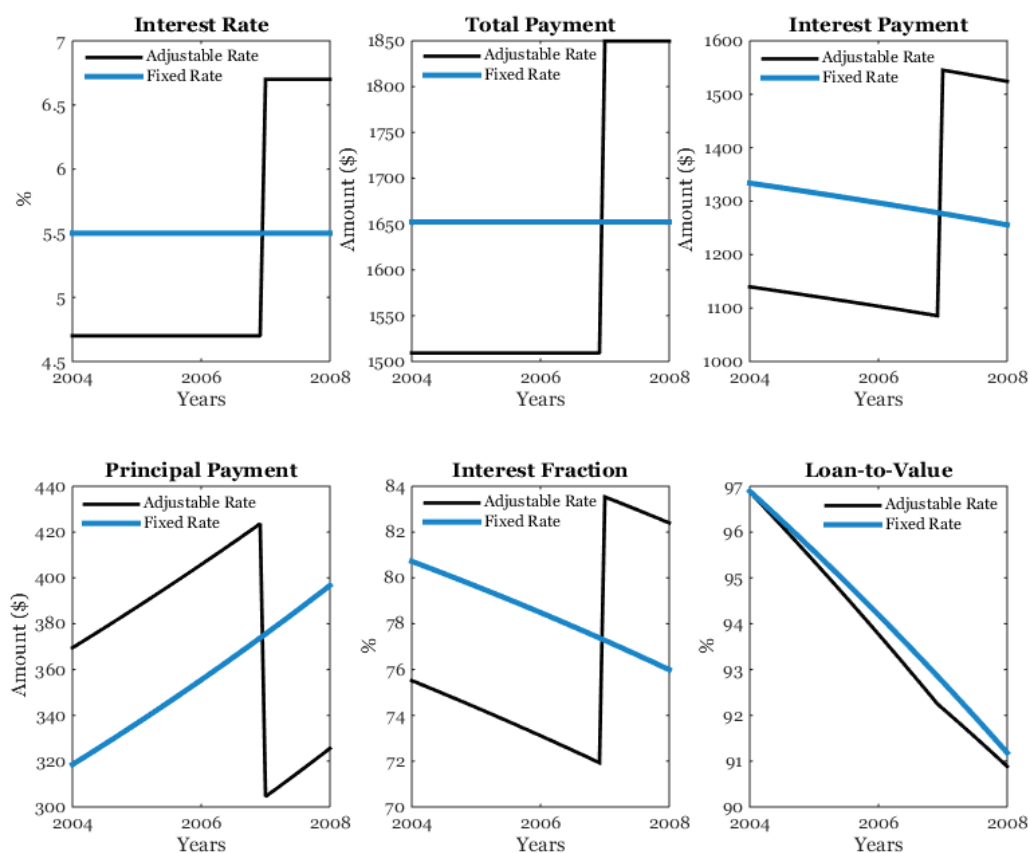 Interest Rate
7
6.5
6
5.5
5
4.5
%
Adjustable Rate
Fixed Rate
2004 2006 2008
Years
Total Payment
1850
1800
1750
1700
1650
1600
1550
1500
Amount ($)
Adjustable Rate
Fixed Rate
2004 2006 2008
Years
Interest Payment
1600
1500
1400
1300
1200
1100
1000
Amount ($)
Adjustable Rate
Fixed Rate
2004 2006 2008
Years
Principal Payment
440
420
400
380
360
340
320
300
Amount ($)
Adjustable Rate
Fixed Rate
2004 2006 2008
Years
Interest Fraction
84
82
80
78
76
74
72
70
%
Adjustable Rate
Fixed Rate
2004 2006 2008
Years
Loan-to-Value
97
96
95
94
93
92
91
90
%
Adjustable Rate
Fixed Rate
2004 2006 2008
Years